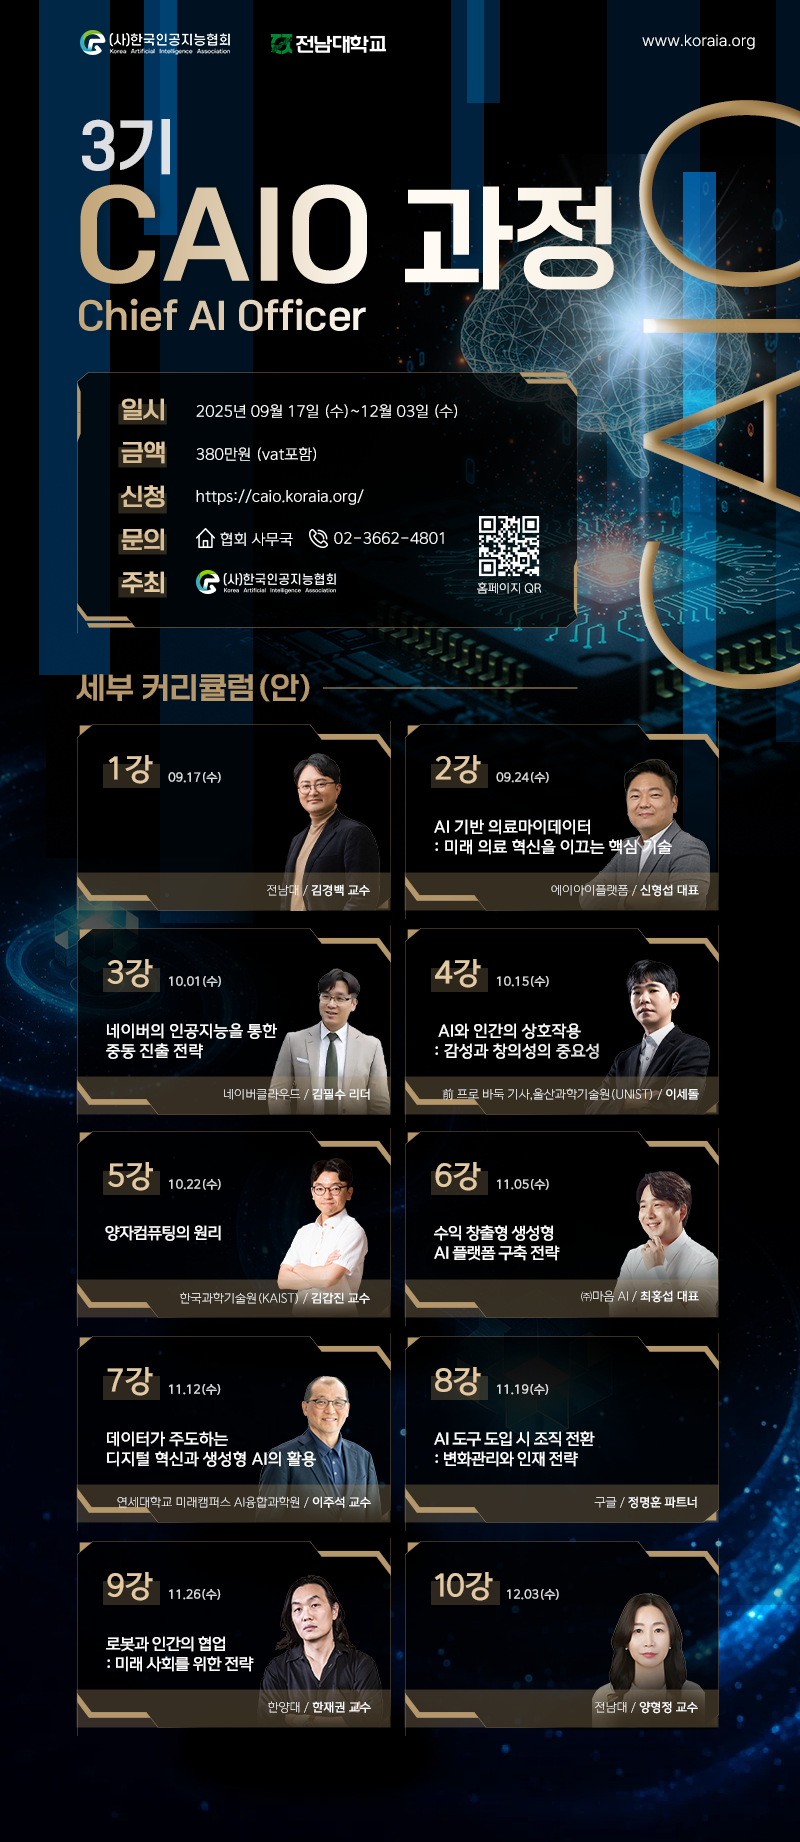 (사)한국인공지능협회
Korea Artificial Intelligence Association
전남대학교
www.koraia.org
3기
CAIO 과정
Chief AI Officer
CAIO
일시 2025년 09월 17일 (수)~12월 03일 (수)
금액 380만원 (vat포함)
신청 https://caio.koraia.org/
문의 협회 사무국 02-3662-4801
주최 (사)한국인공지능협회
Korea Artificial Intelligence Association
홈페이지 QR
세부 커리큘럼(안)
1강 09.17(수)
전남대 / 김경백 교수
2강 09.24(수)
AI 기반 의료마이데이터
: 미래 의료 혁신을 이끄는 핵심 기술
에이아이플랫폼 / 신형섭 대표
3강 10.01(수)
네이버의 인공지능을 통한
중동 진출 전략
네이버클라우드 / 김필수 리더
4강 10.15(수)
AI와 인간의 상호작용
: 감성과 창의성의 중요성
前 프로 바둑 기사,울산과학기술원(UNIST) / 이세돌
5강 10.22(수)
양자컴퓨팅의 원리
한국과학기술원(KAIST) / 김갑진 교수
6강 11.05(수)
수익 창출형 생성형
AI 플랫폼 구축 전략
㈜마음 AI / 최홍섭 대표
7강 11.12(수)
데이터가 주도하는
디지털 혁신과 생성형 AI의 활용
연세대학교 미래캠퍼스 AI융합과학원 / 이주석 교수
8강 11.19(수)
AI 도구 도입 시 조직 전환
: 변화관리와 인재 전략
구글 / 정명훈 파트너
9강 11.26(수)
로봇과 인간의 협업
: 미래 사회를 위한 전략
한양대 / 한재권 교수
10강 12.03(수)
전남대 / 양형정 교수